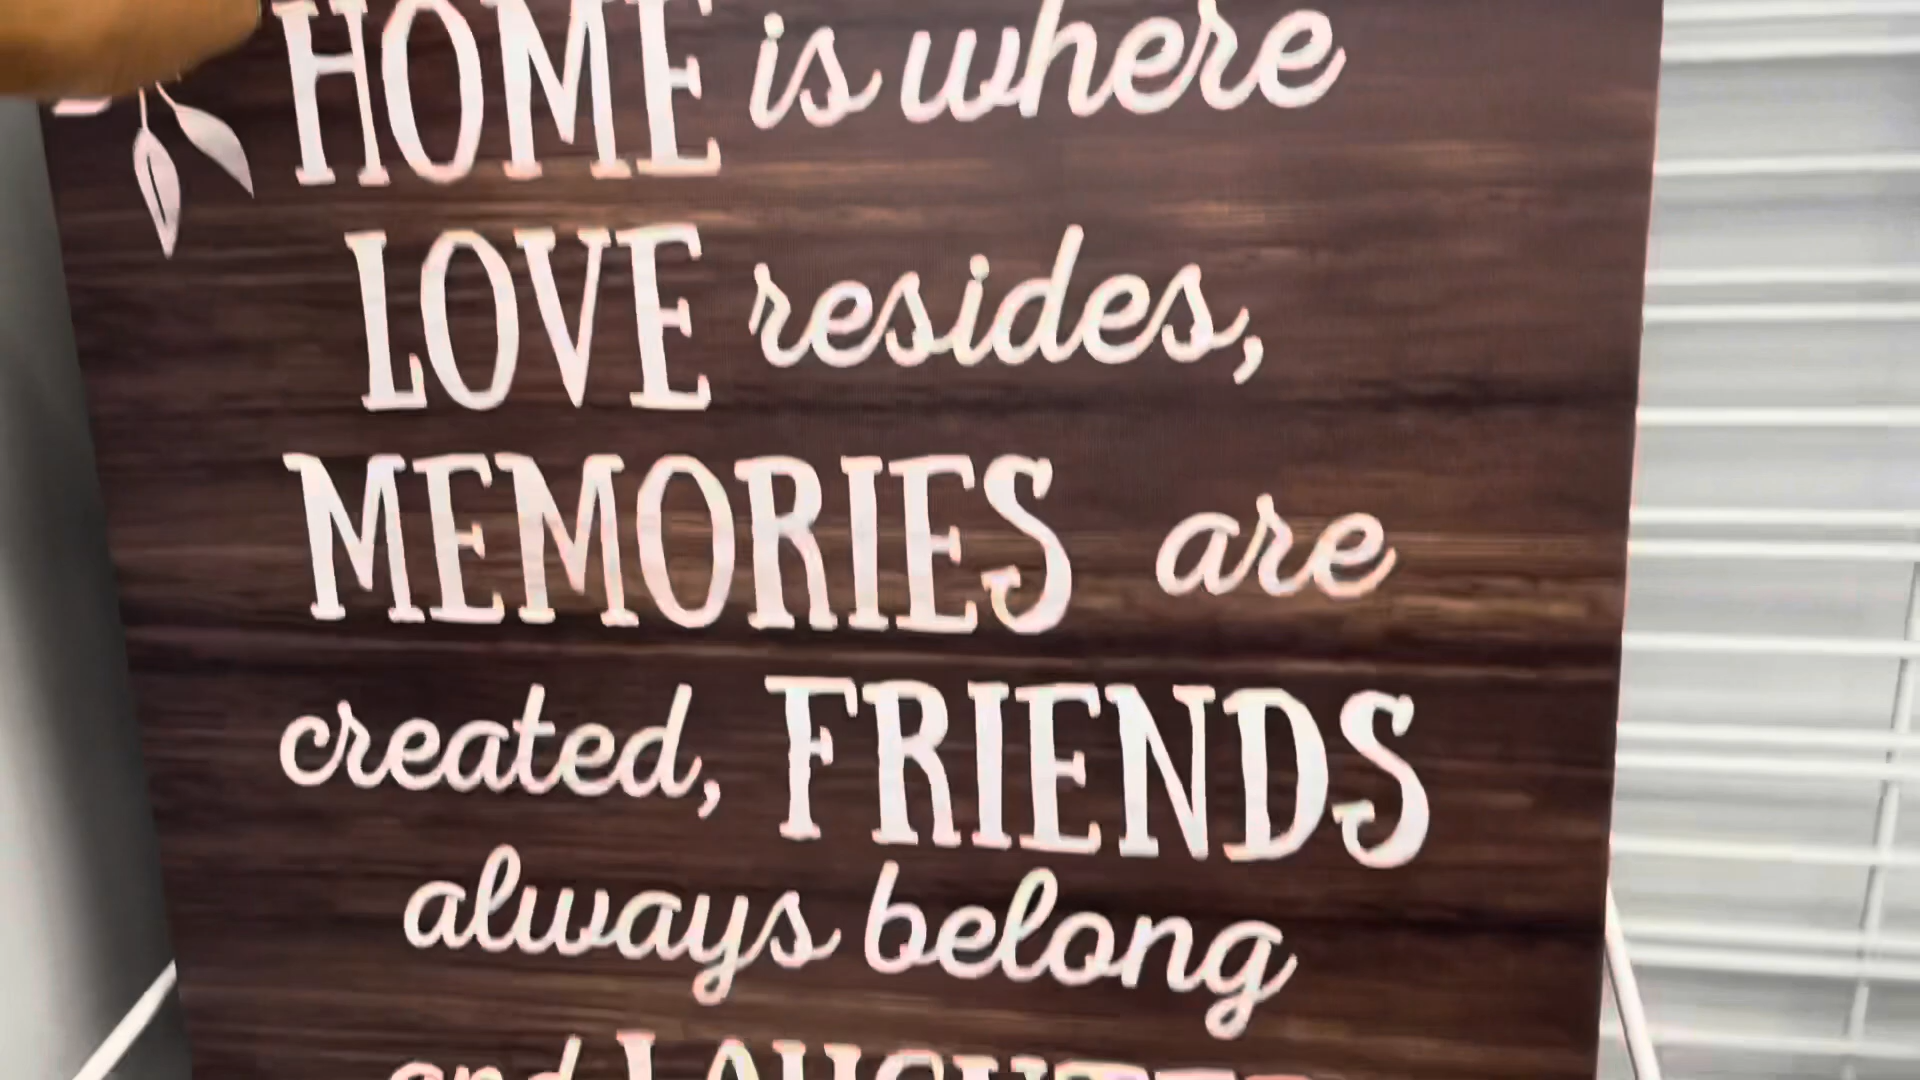 HOME is where
LOVE resides,
MEMORIES are
created, FRIENDS
always belong
and LAUGHTER